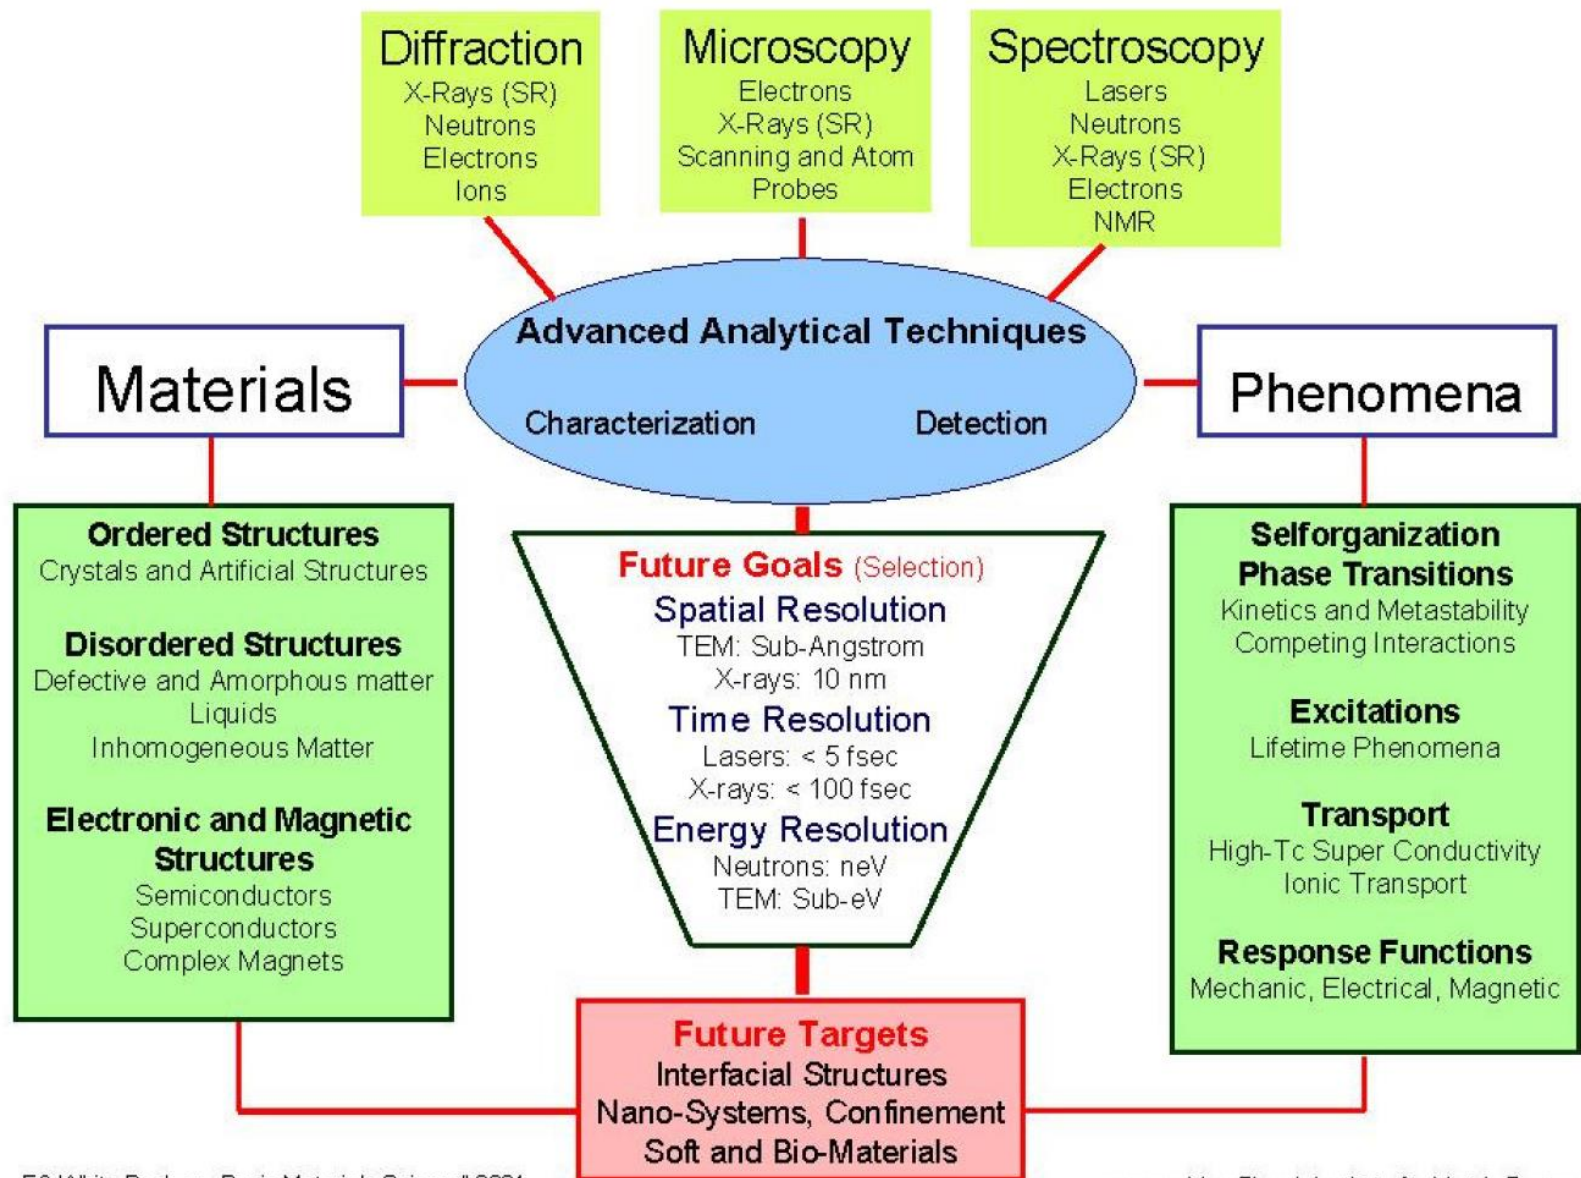 Diffraction
X-Rays (SR)
Neutrons
Electrons
Ions
Microscopy
Electrons
X-Rays (SR)
Scanning and Atom
Probes
Spectroscopy
Lasers
Neutrons
X-Rays (SR)
Electrons
NMR
Advanced Analytical Techniques
Characterization Detection
Materials
Phenomena
Ordered Structures
Crystals and Artificial Structures
Disordered Structures
Defective and Amorphous matter
Liquids
Inhomogeneous Matter
Electronic and Magnetic
Structures
Semiconductors
Superconductors
Complex Magnets
Future Goals (Selection)
Spatial Resolution
TEM: Sub-Angstrom
X-rays: 10 nm
Time Resolution
Lasers: < 5 fsec
X-rays: < 100 fsec
Energy Resolution
Neutrons: neV
TEM: Sub-eV
Selforganization
Phase Transitions
Kinetics and Metastability
Competing Interactions
Excitations
Lifetime Phenomena
Transport
High-Tc Super Conductivity
Ionic Transport
Response Functions
Mechanic, Electrical, Magnetic
Future Targets
Interfacial Structures
Nano-Systems, Confinement
Soft and Bio-Materials